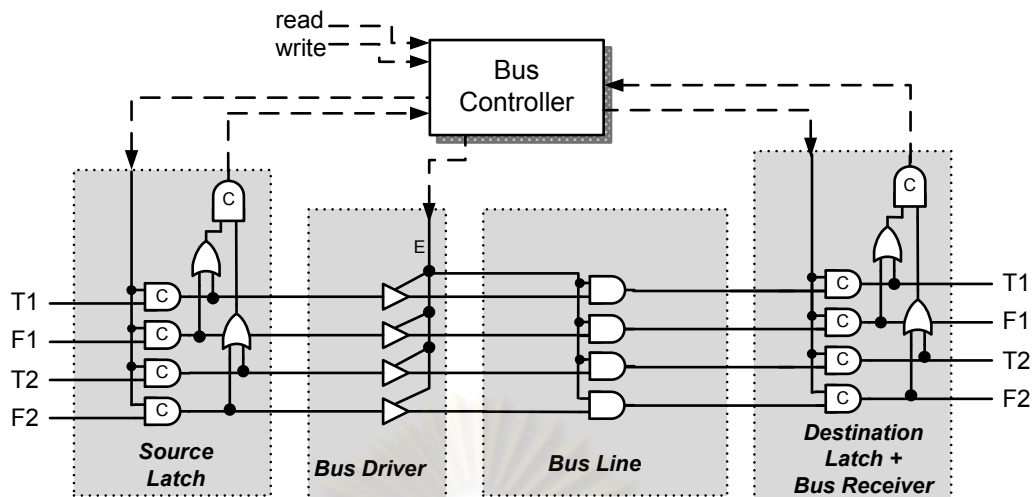 read
write
Bus
Controller
C
C
E
C
C
T1
C
C
T1
F1
C
C
F1
T2
C
C
T2
F2
C
C
F2
Source
Latch
Bus Driver
Bus Line
Destination
Latch +
Bus Receiver